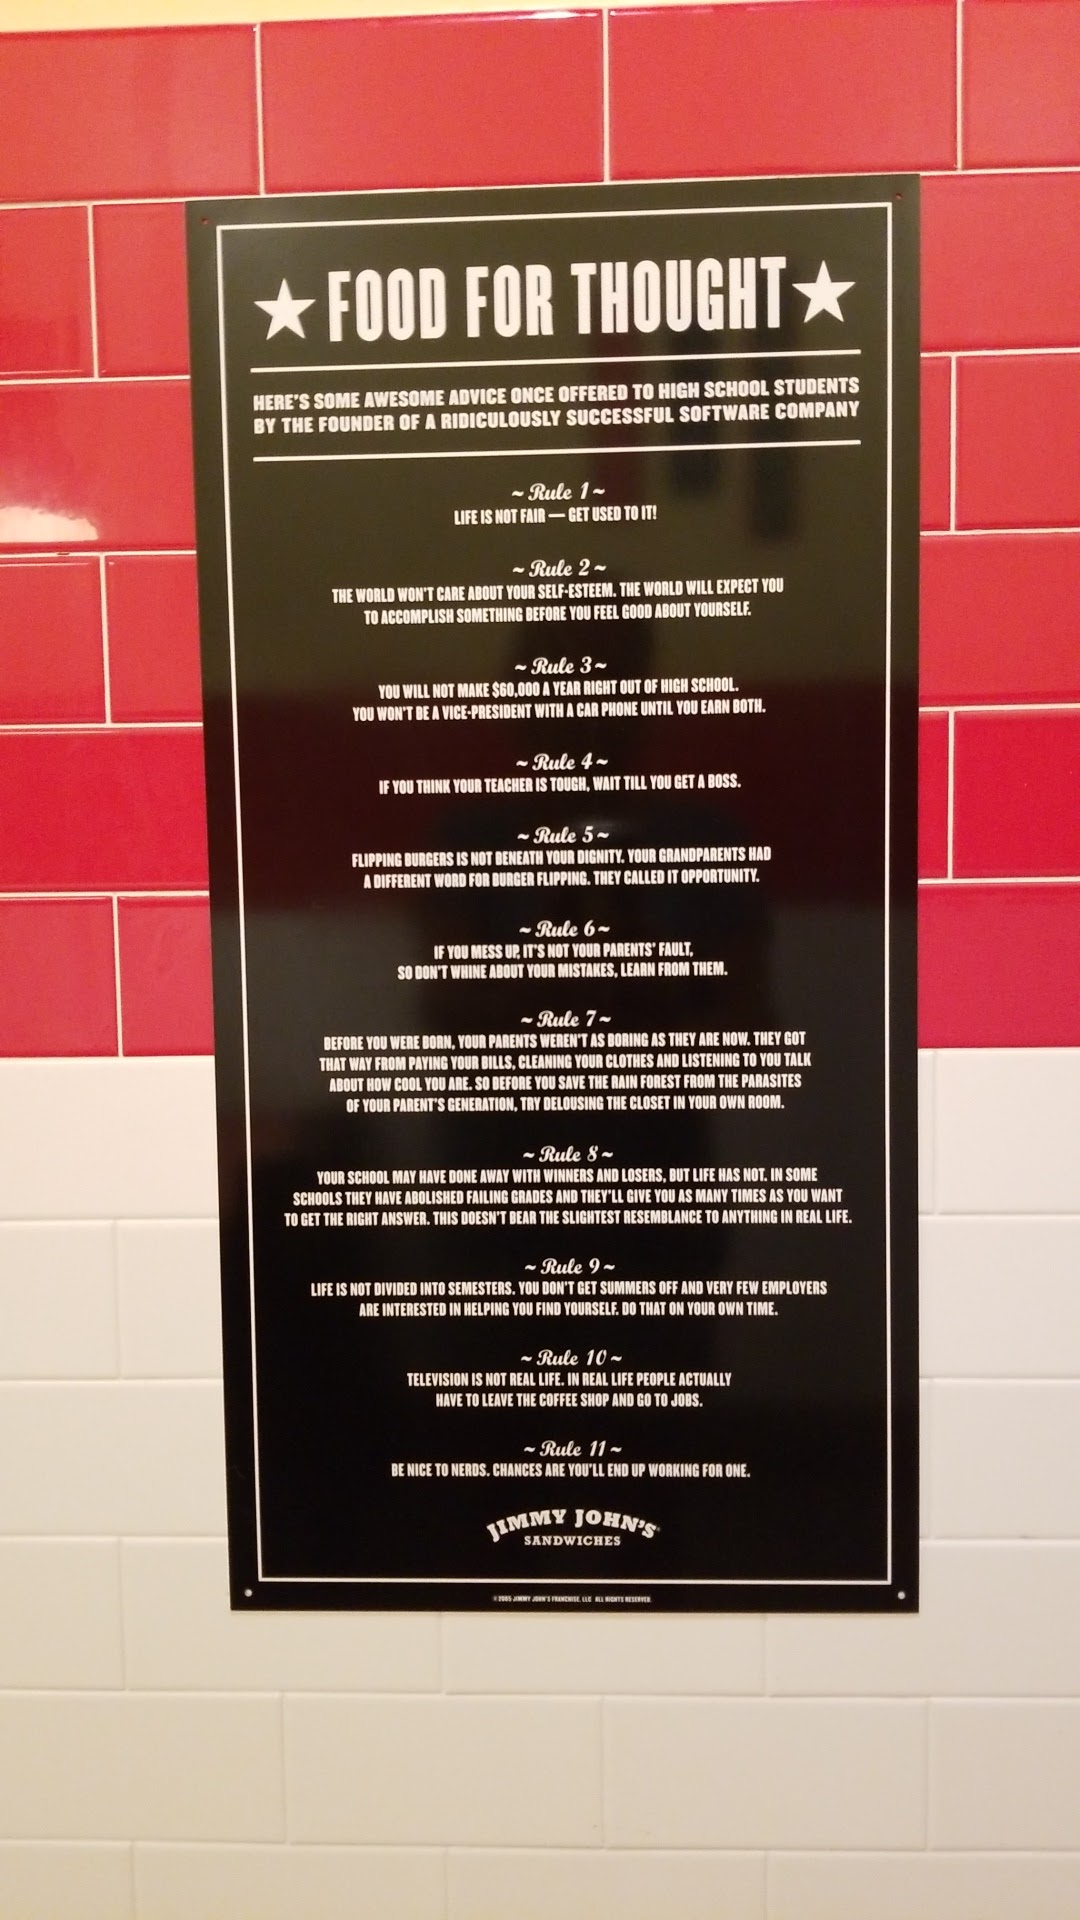 ★ FOOD FOR THOUGHT ★
HERE'S SOME AWESOME ADVICE ONCE OFFERED TO HIGH SCHOOL STUDENTS
BY THE FOUNDER OF A RIDICULOUSLY SUCCESSFUL SOFTWARE COMPANY
~ Rule 1 ~
LIFE IS NOT FAIR — GET USED TO IT!
~ Rule 2 ~
THE WORLD WON'T CARE ABOUT YOUR SELF-ESTEEM. THE WORLD WILL EXPECT YOU
TO ACCOMPLISH SOMETHING BEFORE YOU FEEL GOOD ABOUT YOURSELF.
~ Rule 3 ~
YOU WILL NOT MAKE $60,000 A YEAR RIGHT OUT OF HIGH SCHOOL.
YOU WON'T BE A VICE-PRESIDENT WITH A CAR PHONE UNTIL YOU EARN BOTH.
~ Rule 4 ~
IF YOU THINK YOUR TEACHER IS TOUGH, WAIT TILL YOU GET A BOSS.
~ Rule 5 ~
FLIPPING BURGERS IS NOT BENEATH YOUR DIGNITY. YOUR GRANDPARENTS HAD
A DIFFERENT WORD FOR BURGER FLIPPING. THEY CALLED IT OPPORTUNITY.
~ Rule 6 ~
IF YOU MESS UP, IT'S NOT YOUR PARENTS' FAULT,
SO DON'T WHINE ABOUT YOUR MISTAKES, LEARN FROM THEM.
~ Rule 7 ~
BEFORE YOU WERE BORN, YOUR PARENTS WEREN'T AS BORING AS THEY ARE NOW. THEY GOT
THAT WAY FROM PAYING YOUR BILLS, CLEANING YOUR CLOTHES AND LISTENING TO YOU TALK
ABOUT HOW COOL YOU ARE. SO BEFORE YOU SAVE THE RAIN FOREST FROM THE PARASITES
OF YOUR PARENT'S GENERATION, TRY DELOUSING THE CLOSET IN YOUR OWN ROOM.
~ Rule 8 ~
YOUR SCHOOL MAY HAVE DONE AWAY WITH WINNERS AND LOSERS, BUT LIFE HAS NOT. IN SOME
SCHOOLS THEY HAVE ABOLISHED FAILING GRADES AND THEY'LL GIVE YOU AS MANY TIMES AS YOU WANT
TO GET THE RIGHT ANSWER. THIS DOESN'T BEAR THE SLIGHTEST RESEMBLANCE TO ANYTHING IN REAL LIFE.
~ Rule 9 ~
LIFE IS NOT DIVIDED INTO SEMESTERS. YOU DON'T GET SUMMERS OFF AND VERY FEW EMPLOYERS
ARE INTERESTED IN HELPING YOU FIND YOURSELF. DO THAT ON YOUR OWN TIME.
~ Rule 10 ~
TELEVISION IS NOT REAL LIFE. IN REAL LIFE PEOPLE ACTUALLY
HAVE TO LEAVE THE COFFEE SHOP AND GO TO JOBS.
~ Rule 11 ~
BE NICE TO NERDS. CHANCES ARE YOU'LL END UP WORKING FOR ONE.
JIMMY JOHN'S®
SANDWICHES
© 2005 JIMMY JOHN'S FRANCHISE, LLC ALL RIGHTS RESERVED.